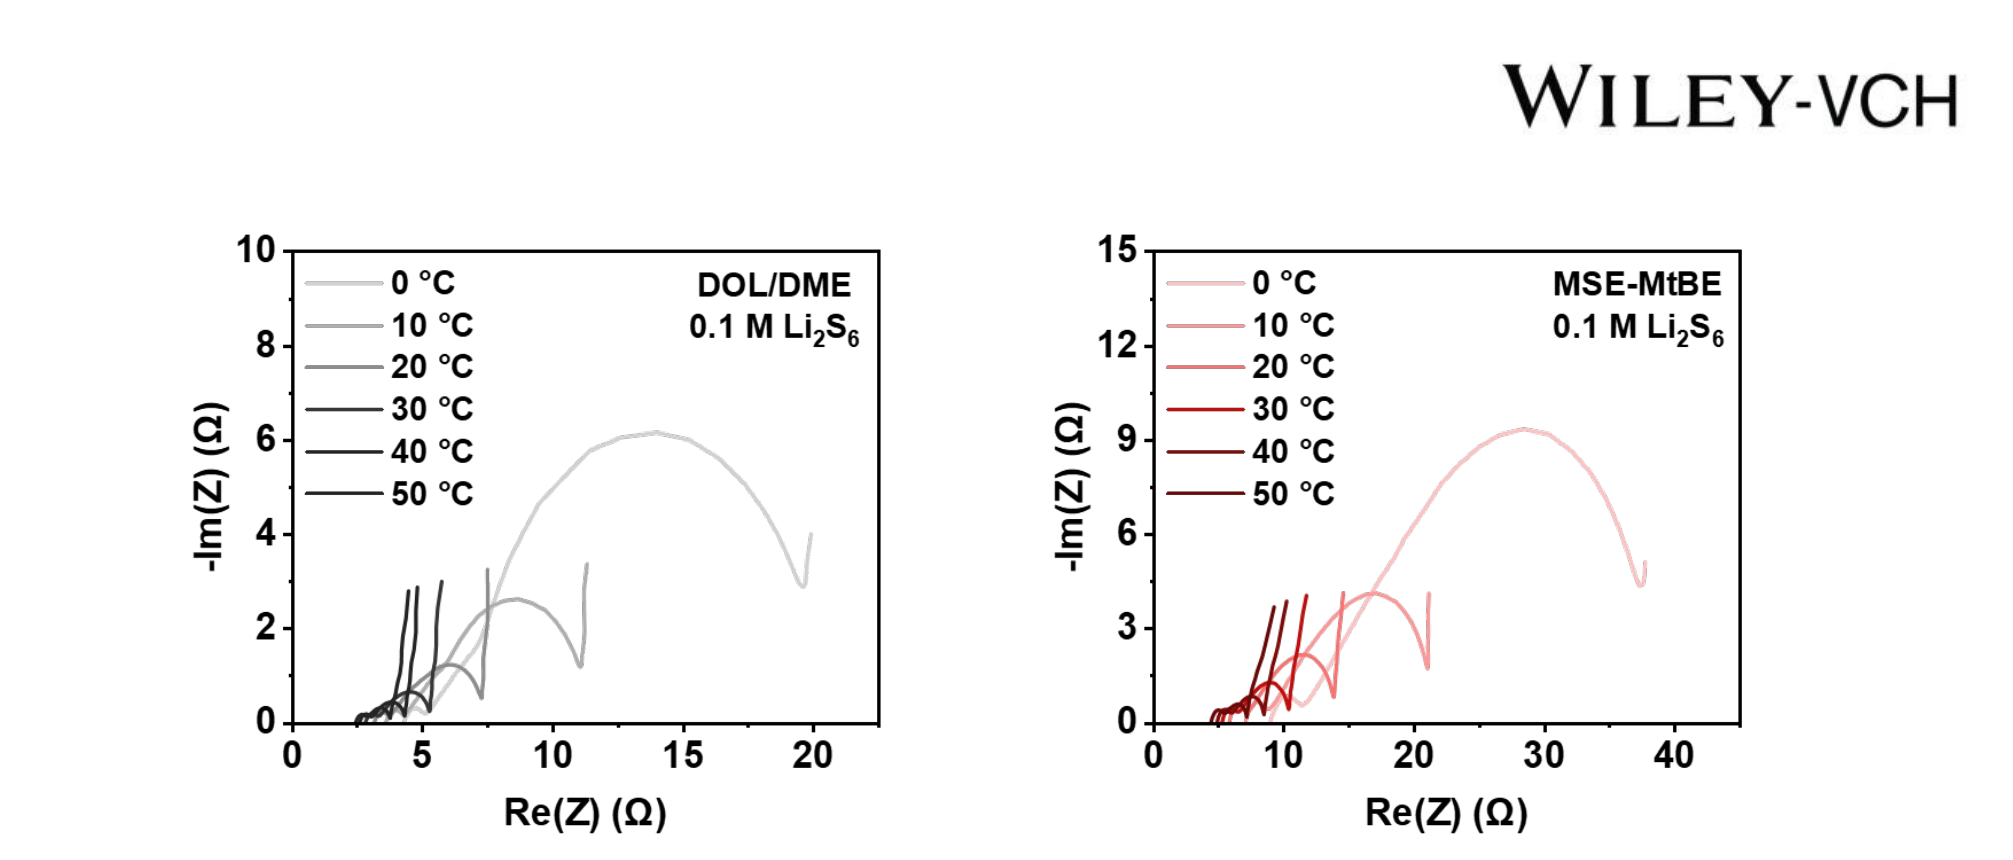 WILEY-VCH
10
8
6
4
2
0
0 5 10 15 20
-Im(Z) (Ω)
Re(Z) (Ω)
0 °C
10 °C
20 °C
30 °C
40 °C
50 °C
DOL/DME
0.1 M Li₂S₆
15
12
9
6
3
0
0 10 20 30 40
-Im(Z) (Ω)
Re(Z) (Ω)
0 °C
10 °C
20 °C
30 °C
40 °C
50 °C
MSE-MtBE
0.1 M Li₂S₆